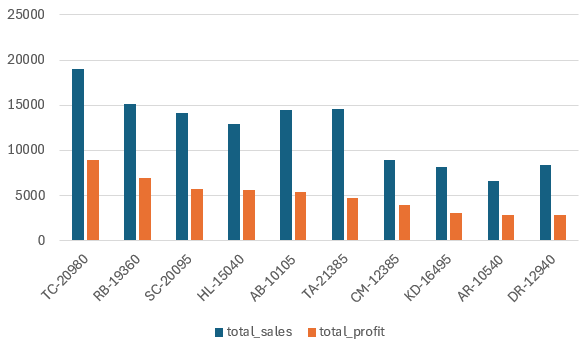 25000
20000
15000
10000
5000
0
TC-20980
RB-19360
SC-20095
HL-15040
AB-10105
TA-21385
CM-12385
KD-16495
AR-10540
DR-12940
total_sales total_profit